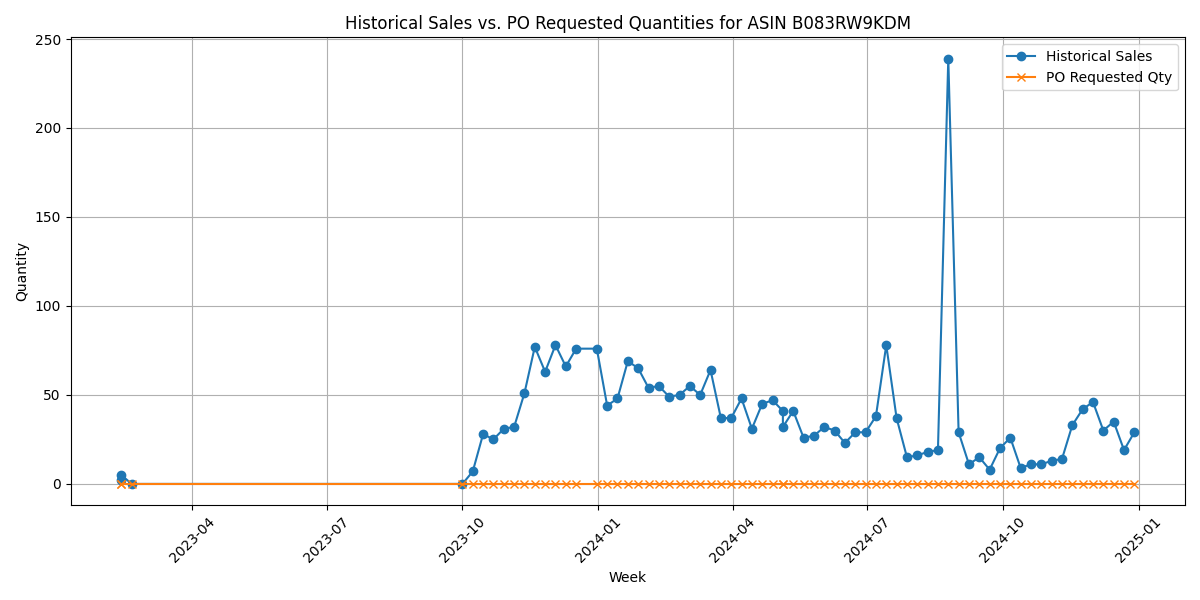 Historical Sales vs. PO Requested Quantities for ASIN B083RW9KDM
Historical Sales
PO Requested Qty
Quantity
250
200
150
100
50
0
2023-04
2023-07
2023-10
2024-01
2024-04
2024-07
2024-10
2025-01
Week